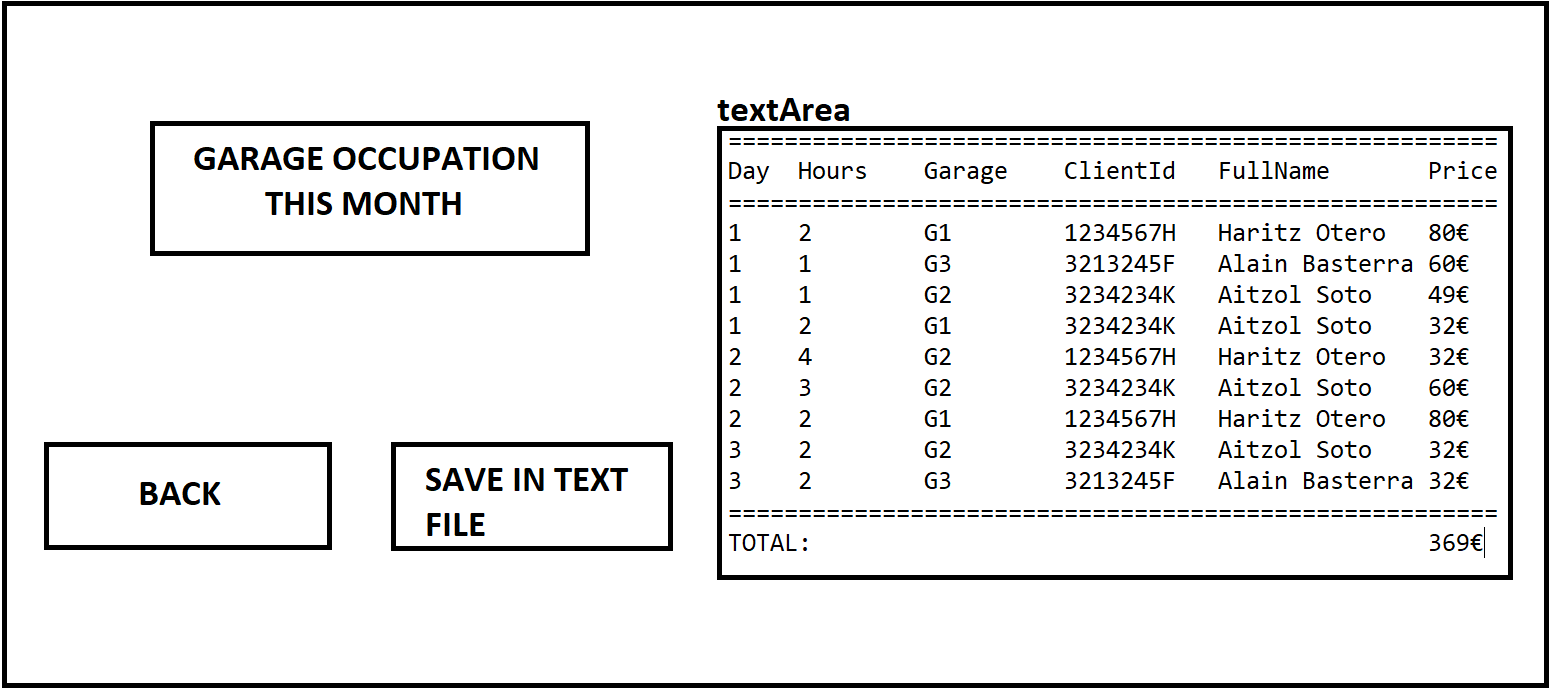 GARAGE OCCUPATION
THIS MONTH
BACK
SAVE IN TEXT
FILE
textArea
=======================================================
Day Hours Garage ClientId FullName Price
=======================================================
1 2 G1 1234567H Haritz Otero 80€
1 1 G3 3213245F Alain Basterra 60€
1 1 G2 3234234K Aitzol Soto 49€
1 2 G1 3234234K Aitzol Soto 32€
2 4 G2 1234567H Haritz Otero 32€
2 3 G2 3234234K Aitzol Soto 60€
2 2 G1 1234567H Haritz Otero 80€
3 2 G2 3234234K Aitzol Soto 32€
3 2 G3 3213245F Alain Basterra 32€
=======================================================
TOTAL: 369€